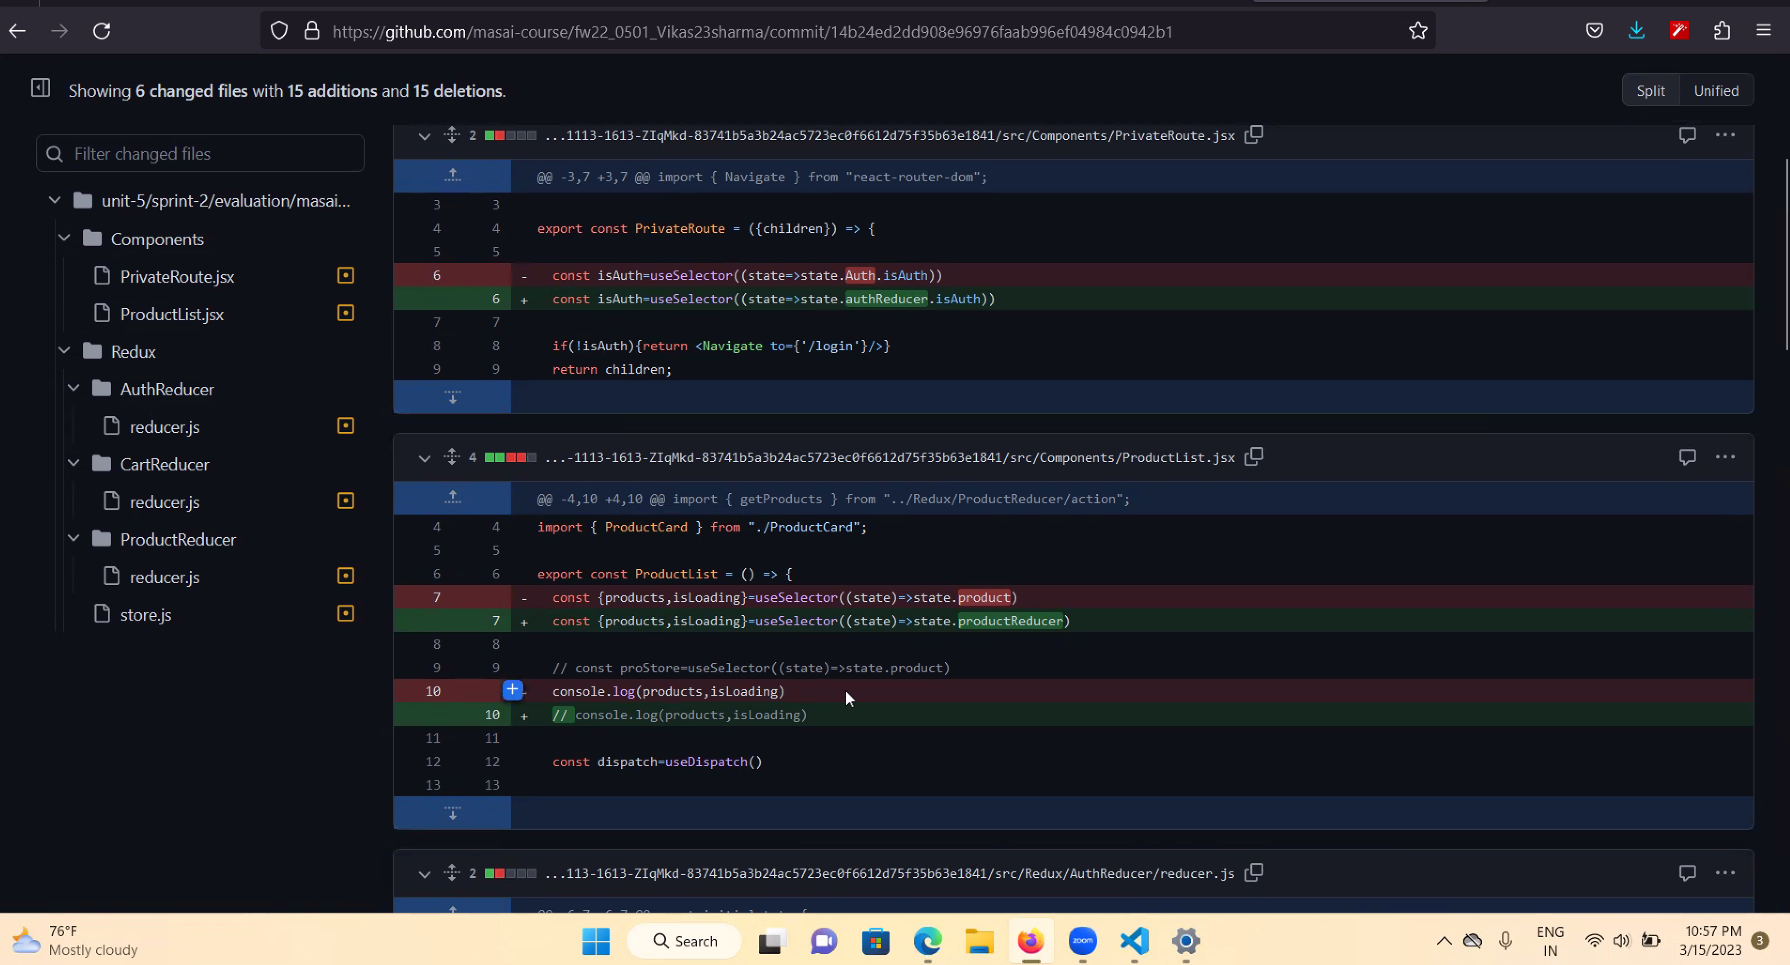 https://github.com/masai-course/fw22_0501_Vikas23sharma/commit/14b24ed2dd908e96976faab996ef04984c0942b1
Showing 6 changed files with 15 additions and 15 deletions.
Split Unified
Filter changed files
unit-5/sprint-2/evaluation/masai...
Components
PrivateRoute.jsx
ProductList.jsx
Redux
AuthReducer
reducer.js
CartReducer
reducer.js
ProductReducer
reducer.js
store.js
2 ...1113-1613-ZIqMkd-83741b5a3b24ac5723ec0f6612d75f35b63e1841/src/Components/PrivateRoute.jsx
@@ -3,7 +3,7 @@ import { Navigate } from "react-router-dom";
3 3
4 4 export const PrivateRoute = ({children}) => {
5 5
6 - const isAuth=useSelector((state=>state.Auth.isAuth))
6 + const isAuth=useSelector((state=>state.authReducer.isAuth))
7 7
8 8 if(!isAuth){return <Navigate to={'/login'}/>}
9 9 return children;
4 ...-1113-1613-ZIqMkd-83741b5a3b24ac5723ec0f6612d75f35b63e1841/src/Components/ProductList.jsx
@@ -4,10 +4,10 @@ import { getProducts } from "../Redux/ProductReducer/action";
4 4 import { ProductCard } from "./ProductCard";
5 5
6 6 export const ProductList = () => {
7 - const {products,isLoading}=useSelector((state)=>state.product)
7 + const {products,isLoading}=useSelector((state)=>state.productReducer)
8 8
9 9 // const proStore=useSelector((state)=>state.product)
10 - console.log(products,isLoading)
10 + // console.log(products,isLoading)
11 11
12 12 const dispatch=useDispatch()
13 13
2 ...113-1613-ZIqMkd-83741b5a3b24ac5723ec0f6612d75f35b63e1841/src/Redux/AuthReducer/reducer.js
76°F
Mostly cloudy
Search
zoom
ENG
IN
10:57 PM
3/15/2023
3